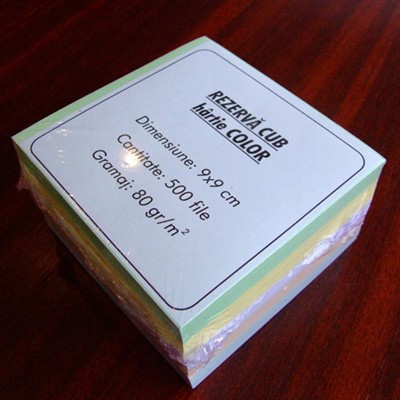 REZERVĂ CUB
hârtie COLOR
Dimensiune: 9x9 cm
Cantitate: 500 file
Gramaj: 80 gr/m²